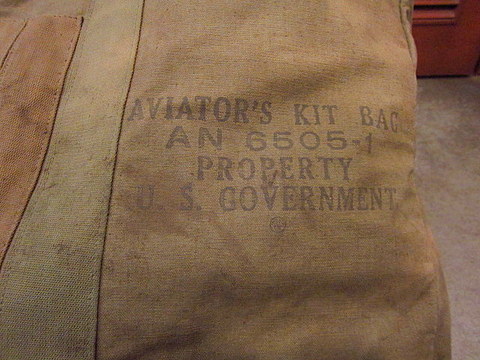 AVIATOR'S KIT BAG
AN 6505-1
PROPERTY
U. S. GOVERNMENT